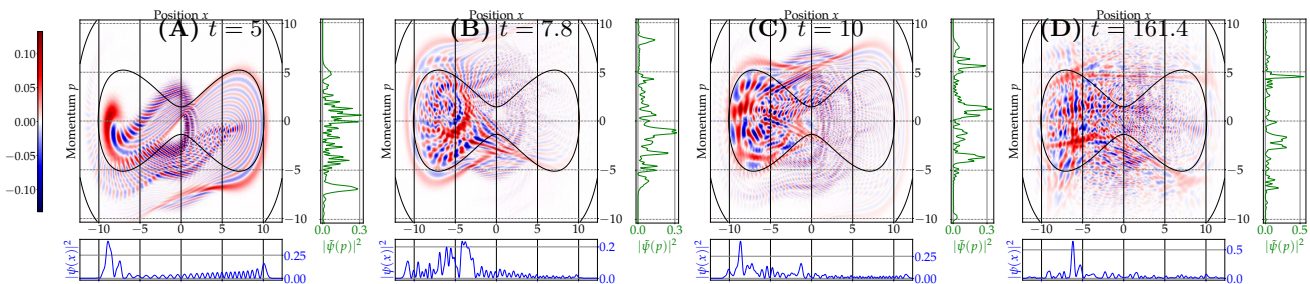 Position x
(A) t = 5
Position x
(B) t = 7.8
Position x
(C) t = 10
Position x
(D) t = 161.4
0.10
0.05
0.00
−0.05
−0.10
Momentum p
10
5
0
−5
−10
−10 −5 0 5 10
0.0 0.3
|ψ̃(p)|²
|ψ(x)|²
0.25
0.00
Momentum p
10
5
0
−5
−10
−10 −5 0 5 10
0.0 0.3
|ψ̃(p)|²
|ψ(x)|²
0.2
0.0
Momentum p
10
5
0
−5
−10
−10 −5 0 5 10
0.0 0.3
|ψ̃(p)|²
|ψ(x)|²
0.25
0.00
Momentum p
10
5
0
−5
−10
−10 −5 0 5 10
0.0 0.5
|ψ̃(p)|²
|ψ(x)|²
0.5
0.0